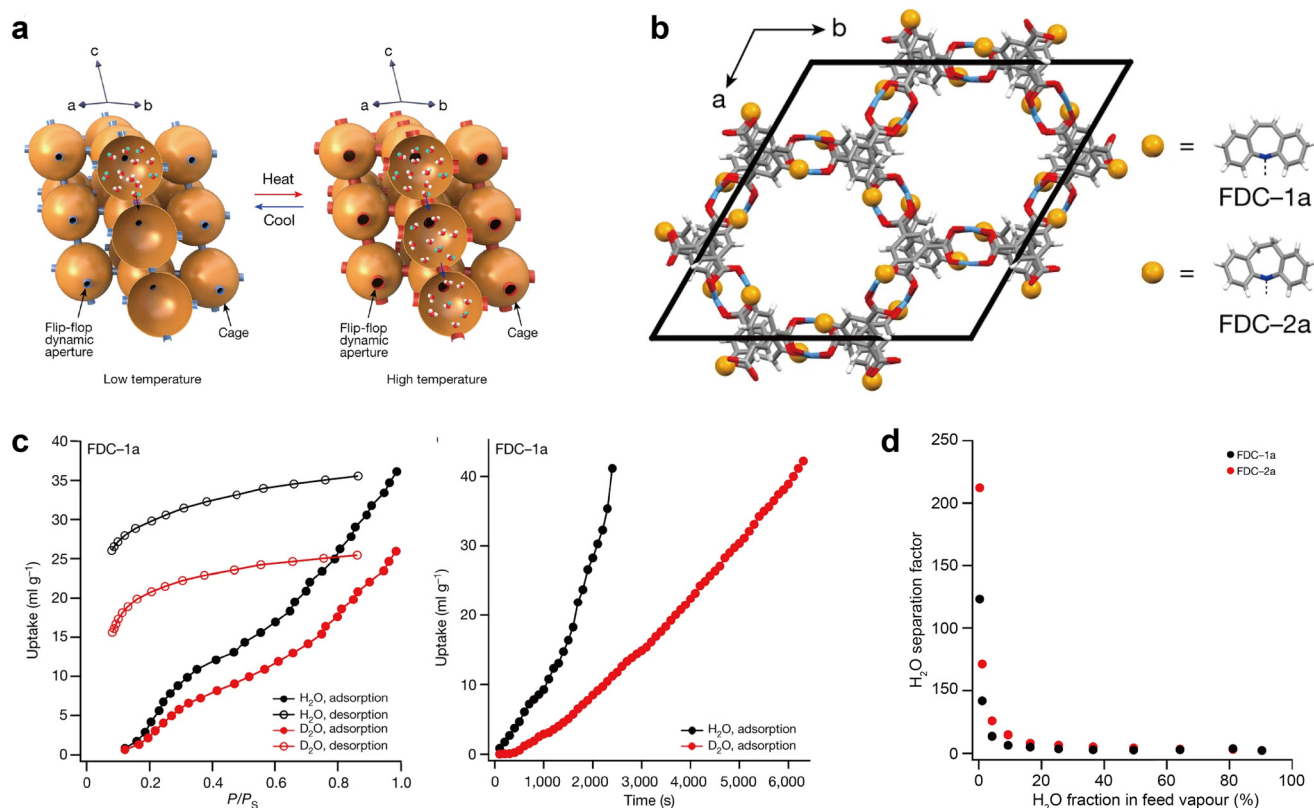 a
c
a
b
Flip-flop
dynamic
aperture
Cage
Low temperature
Heat
Cool
c
a
b
Flip-flop
dynamic
aperture
Cage
High temperature
b
b
a
=
FDC–1a
=
FDC–2a
c
FDC–1a
Uptake (ml g⁻¹)
40
35
30
25
20
15
10
5
0
H₂O, adsorption
H₂O, desorption
D₂O, adsorption
D₂O, desorption
0
0.2
0.4
0.6
0.8
1.0
P/Pₛ
FDC–1a
Uptake (ml g⁻¹)
40
30
20
10
0
H₂O, adsorption
D₂O, adsorption
0
1,000
2,000
3,000
4,000
5,000
6,000
Time (s)
d
H₂O separation factor
250
200
150
100
50
0
FDC–1a
FDC–2a
0
20
40
60
80
100
H₂O fraction in feed vapour (%)